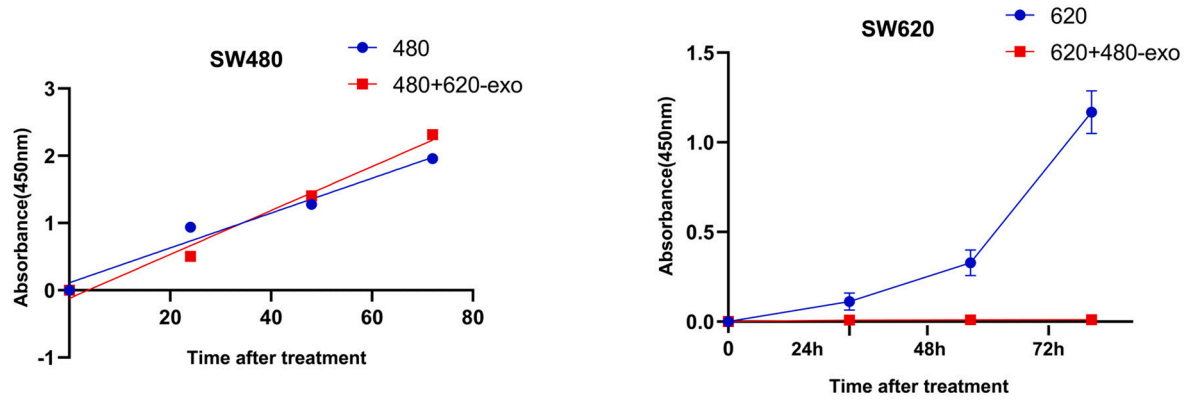 SW480
480
480+620-exo
Absorbance(450nm)
3
2
1
0
-1
20
40
60
80
Time after treatment
SW620
620
620+480-exo
Absorbance(450nm)
1.5
1.0
0.5
0.0
0
24h
48h
72h
Time after treatment